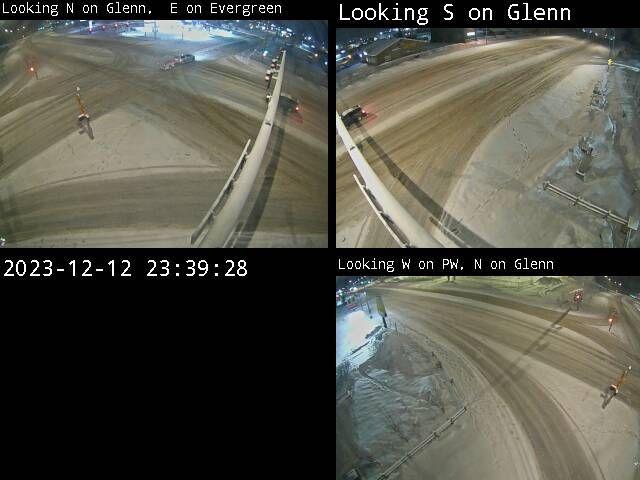 Looking N on Glenn,  E on Evergreen
Looking S on Glenn
2023-12-12 23:39:28
Looking W on PW, N on Glenn